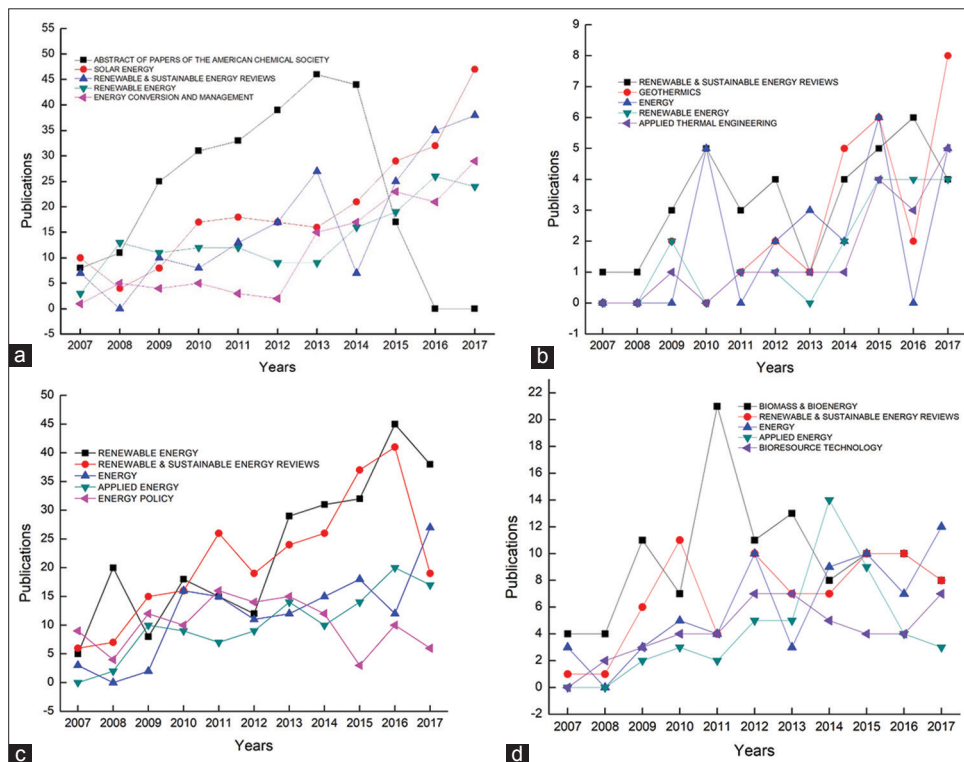 55
50
45
40
35
30
25
20
15
10
5
0
-5
Publications
ABSTRACT OF PAPERS OF THE AMERICAN CHEMICAL SOCIETY
SOLAR ENERGY
RENEWABLE & SUSTAINABLE ENERGY REVIEWS
RENEWABLE ENERGY
ENERGY CONVERSION AND MANAGEMENT
2007 2008 2009 2010 2011 2012 2013 2014 2015 2016 2017
Years
a
9
8
7
6
5
4
3
2
1
0
-1
Publications
RENEWABLE & SUSTAINABLE ENERGY REVIEWS
GEOTHERMICS
ENERGY
RENEWABLE ENERGY
APPLIED THERMAL ENGINEERING
2007 2008 2009 2010 2011 2012 2013 2014 2015 2016 2017
Years
b
50
45
40
35
30
25
20
15
10
5
0
-5
Publications
RENEWABLE ENERGY
RENEWABLE & SUSTAINABLE ENERGY REVIEWS
ENERGY
APPLIED ENERGY
ENERGY POLICY
2007 2008 2009 2010 2011 2012 2013 2014 2015 2016 2017
Years
c
22
20
18
16
14
12
10
8
6
4
2
0
-2
Publications
BIOMASS & BIOENERGY
RENEWABLE & SUSTAINABLE ENERGY REVIEWS
ENERGY
APPLIED ENERGY
BIORESOURCE TECHNOLOGY
2007 2008 2009 2010 2011 2012 2013 2014 2015 2016 2017
Years
d